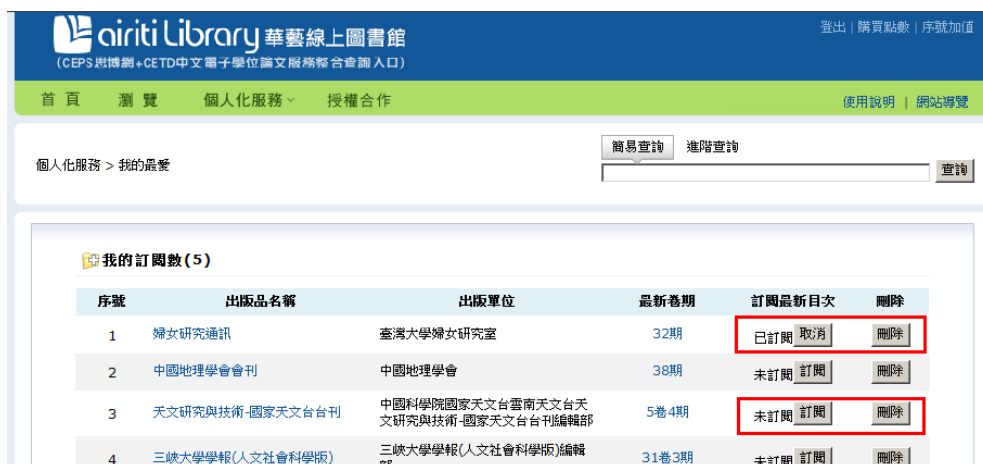 airiti Library 華藝線上圖書館
登出 | 購買點數 | 序號加值
(CEPS思博網+CETD中文電子學位論文服務整合查詢入口)
首 頁 瀏 覽 個人化服務 授權合作
使用說明 | 網站導覽
簡易查詢 進階查詢
個人化服務 > 我的最愛
查詢
我的訂閱數(5)
序號 出版品名稱 出版單位 最新卷期 訂閱最新目次 刪除
1 婦女研究通訊 臺灣大學婦女研究室 32期 已訂閱 取消 刪除
2 中國地理學會會刊 中國地理學會 38期 未訂閱 訂閱 刪除
3 天文研究與技術-國家天文台台刊 中國科學院國家天文台雲南天文台天
文研究與技術-國家天文台台刊編輯部 5卷4期 未訂閱 訂閱 刪除
4 三峽大學學報(人文社會科學版) 三峽大學學報(人文社會科學版)編輯
31卷3期 未訂閱 訂閱 刪除